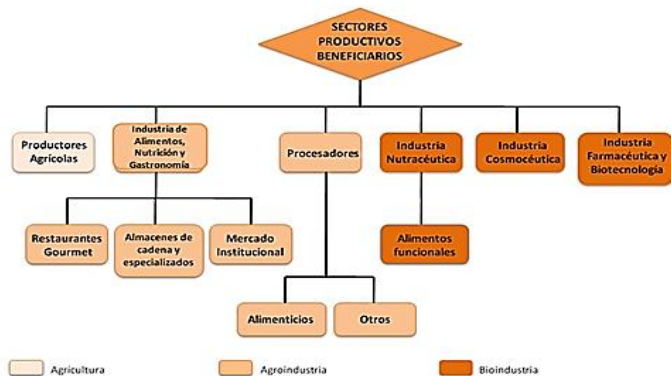 SECTORES
PRODUCTIVOS
BENEFICIARIOS
Productores
Agrícolas
Industria de
Alimentos,
Nutrición y
Gastronomía
Procesadores
Industria
Nutracéutica
Industria
Cosmocéutica
Industria
Farmacéutica y
Biotecnología
Restaurantes
Gourmet
Almacenes de
cadena y
especializados
Mercado
Institucional
Alimentos
funcionales
Alimenticios
Otros
Agricultura
Agroindustria
Bioindustria